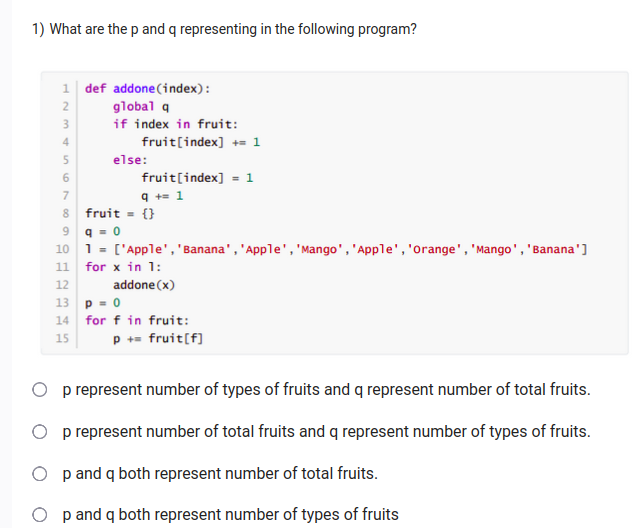 1) What are the p and q representing in the following program?
1 def addone(index):
2 global q
3 if index in fruit:
4 fruit[index] += 1
5 else:
6 fruit[index] = 1
7 q += 1
8 fruit = {}
9 q = 0
10 l = ['Apple','Banana','Apple','Mango','Apple','Orange','Mango','Banana']
11 for x in l:
12 addone(x)
13 p = 0
14 for f in fruit:
15 p += fruit[f]
p represent number of types of fruits and q represent number of total fruits.
p represent number of total fruits and q represent number of types of fruits.
p and q both represent number of total fruits.
p and q both represent number of types of fruits